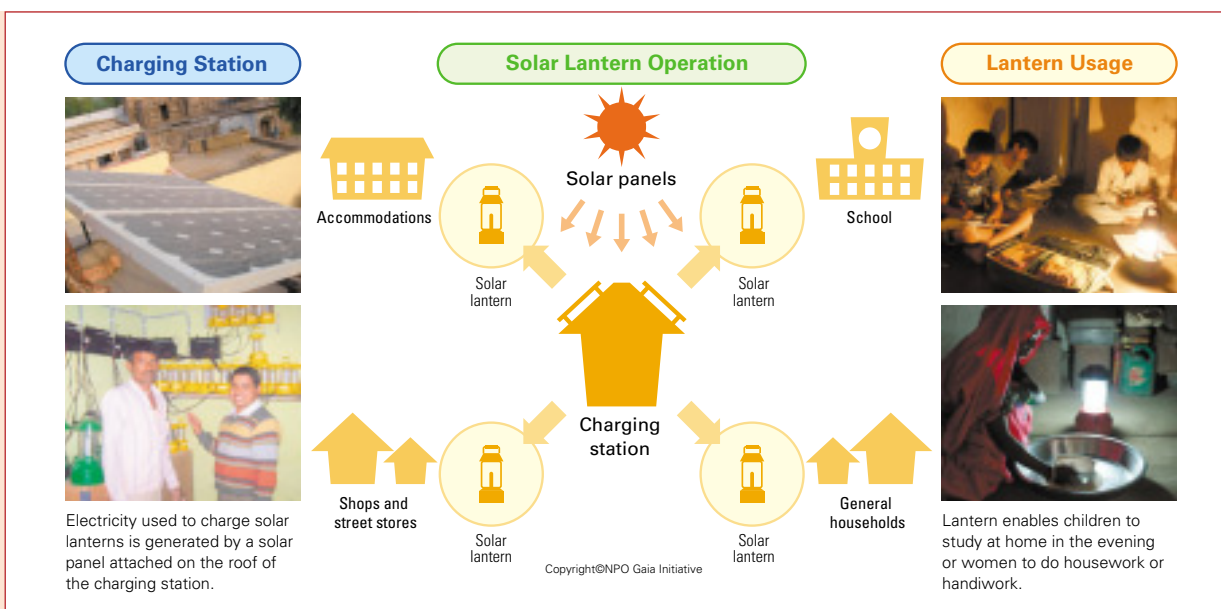 Charging Station
Solar Lantern Operation
Lantern Usage
Solar panels
Accommodations
School
Solar
lantern
Solar
lantern
Charging
station
Shops and
street stores
General
households
Solar
lantern
Solar
lantern
Electricity used to charge solar
lanterns is generated by a solar
panel attached on the roof of
the charging station.
Copyright©NPO Gaia Initiative
Lantern enables children to
study at home in the evening
or women to do housework or
handiwork.